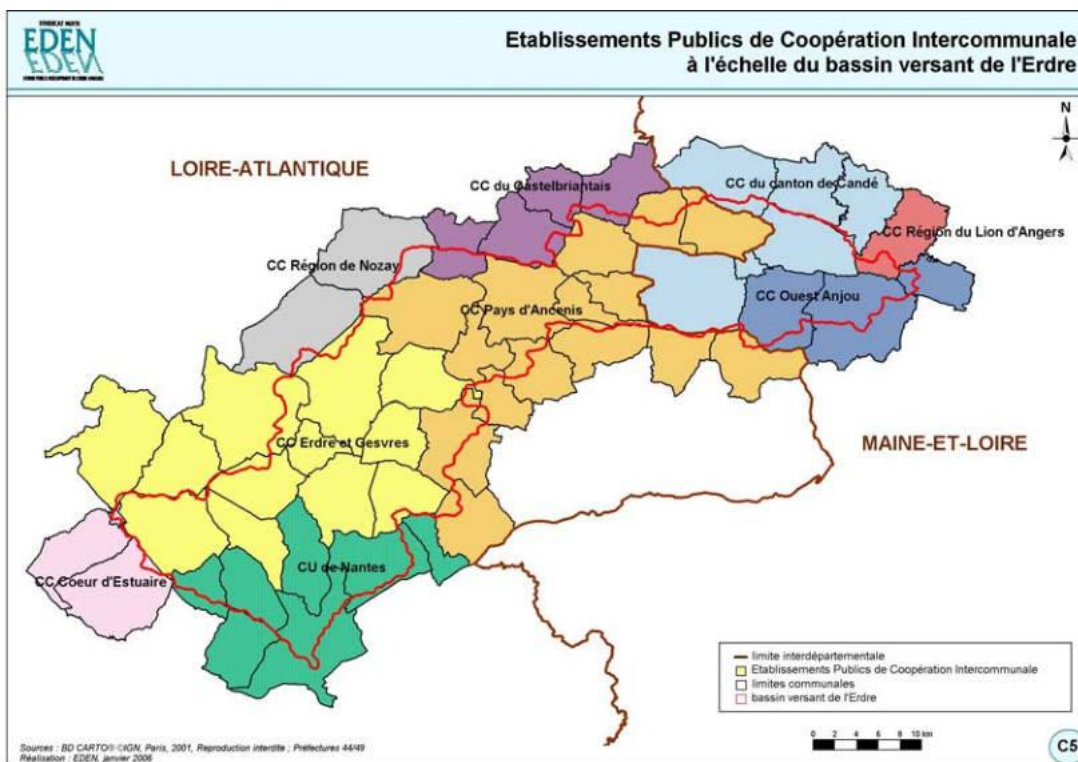 SYNDICAT MIXTE
EDEN
EDEN
Etablissements Publics de Coopération Intercommunale
à l'échelle du bassin versant de l'Erdre
N
LOIRE-ATLANTIQUE
CC du Castelbriantais
CC du canton de Candé
CC Région du Lion d'Angers
CC Région de Nozay
CC Ouest Anjou
CC Pays d'Ancenis
CC Erdre et Gesvres
MAINE-ET-LOIRE
CU de Nantes
CC Coeur d'Estuaire
limite interdépartementale
Etablissements Publics de Coopération Intercommunale
limites communales
bassin versant de l'Erdre
0 2 4 6 8 10 km
Sources : BD CARTO® ©IGN, Paris, 2001, Reproduction interdite ; Préfectures 44/49
Réalisation : EDEN, janvier 2006
C5